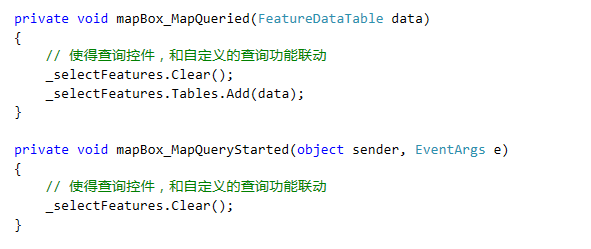 private void mapBox_MapQueried(FeatureDataTable data)
{
    // 使得查询控件，和自定义的查询功能联动
    _selectFeatures.Clear();
    _selectFeatures.Tables.Add(data);
}

private void mapBox_MapQueryStarted(object sender, EventArgs e)
{
    // 使得查询控件，和自定义的查询功能联动
    _selectFeatures.Clear();
}